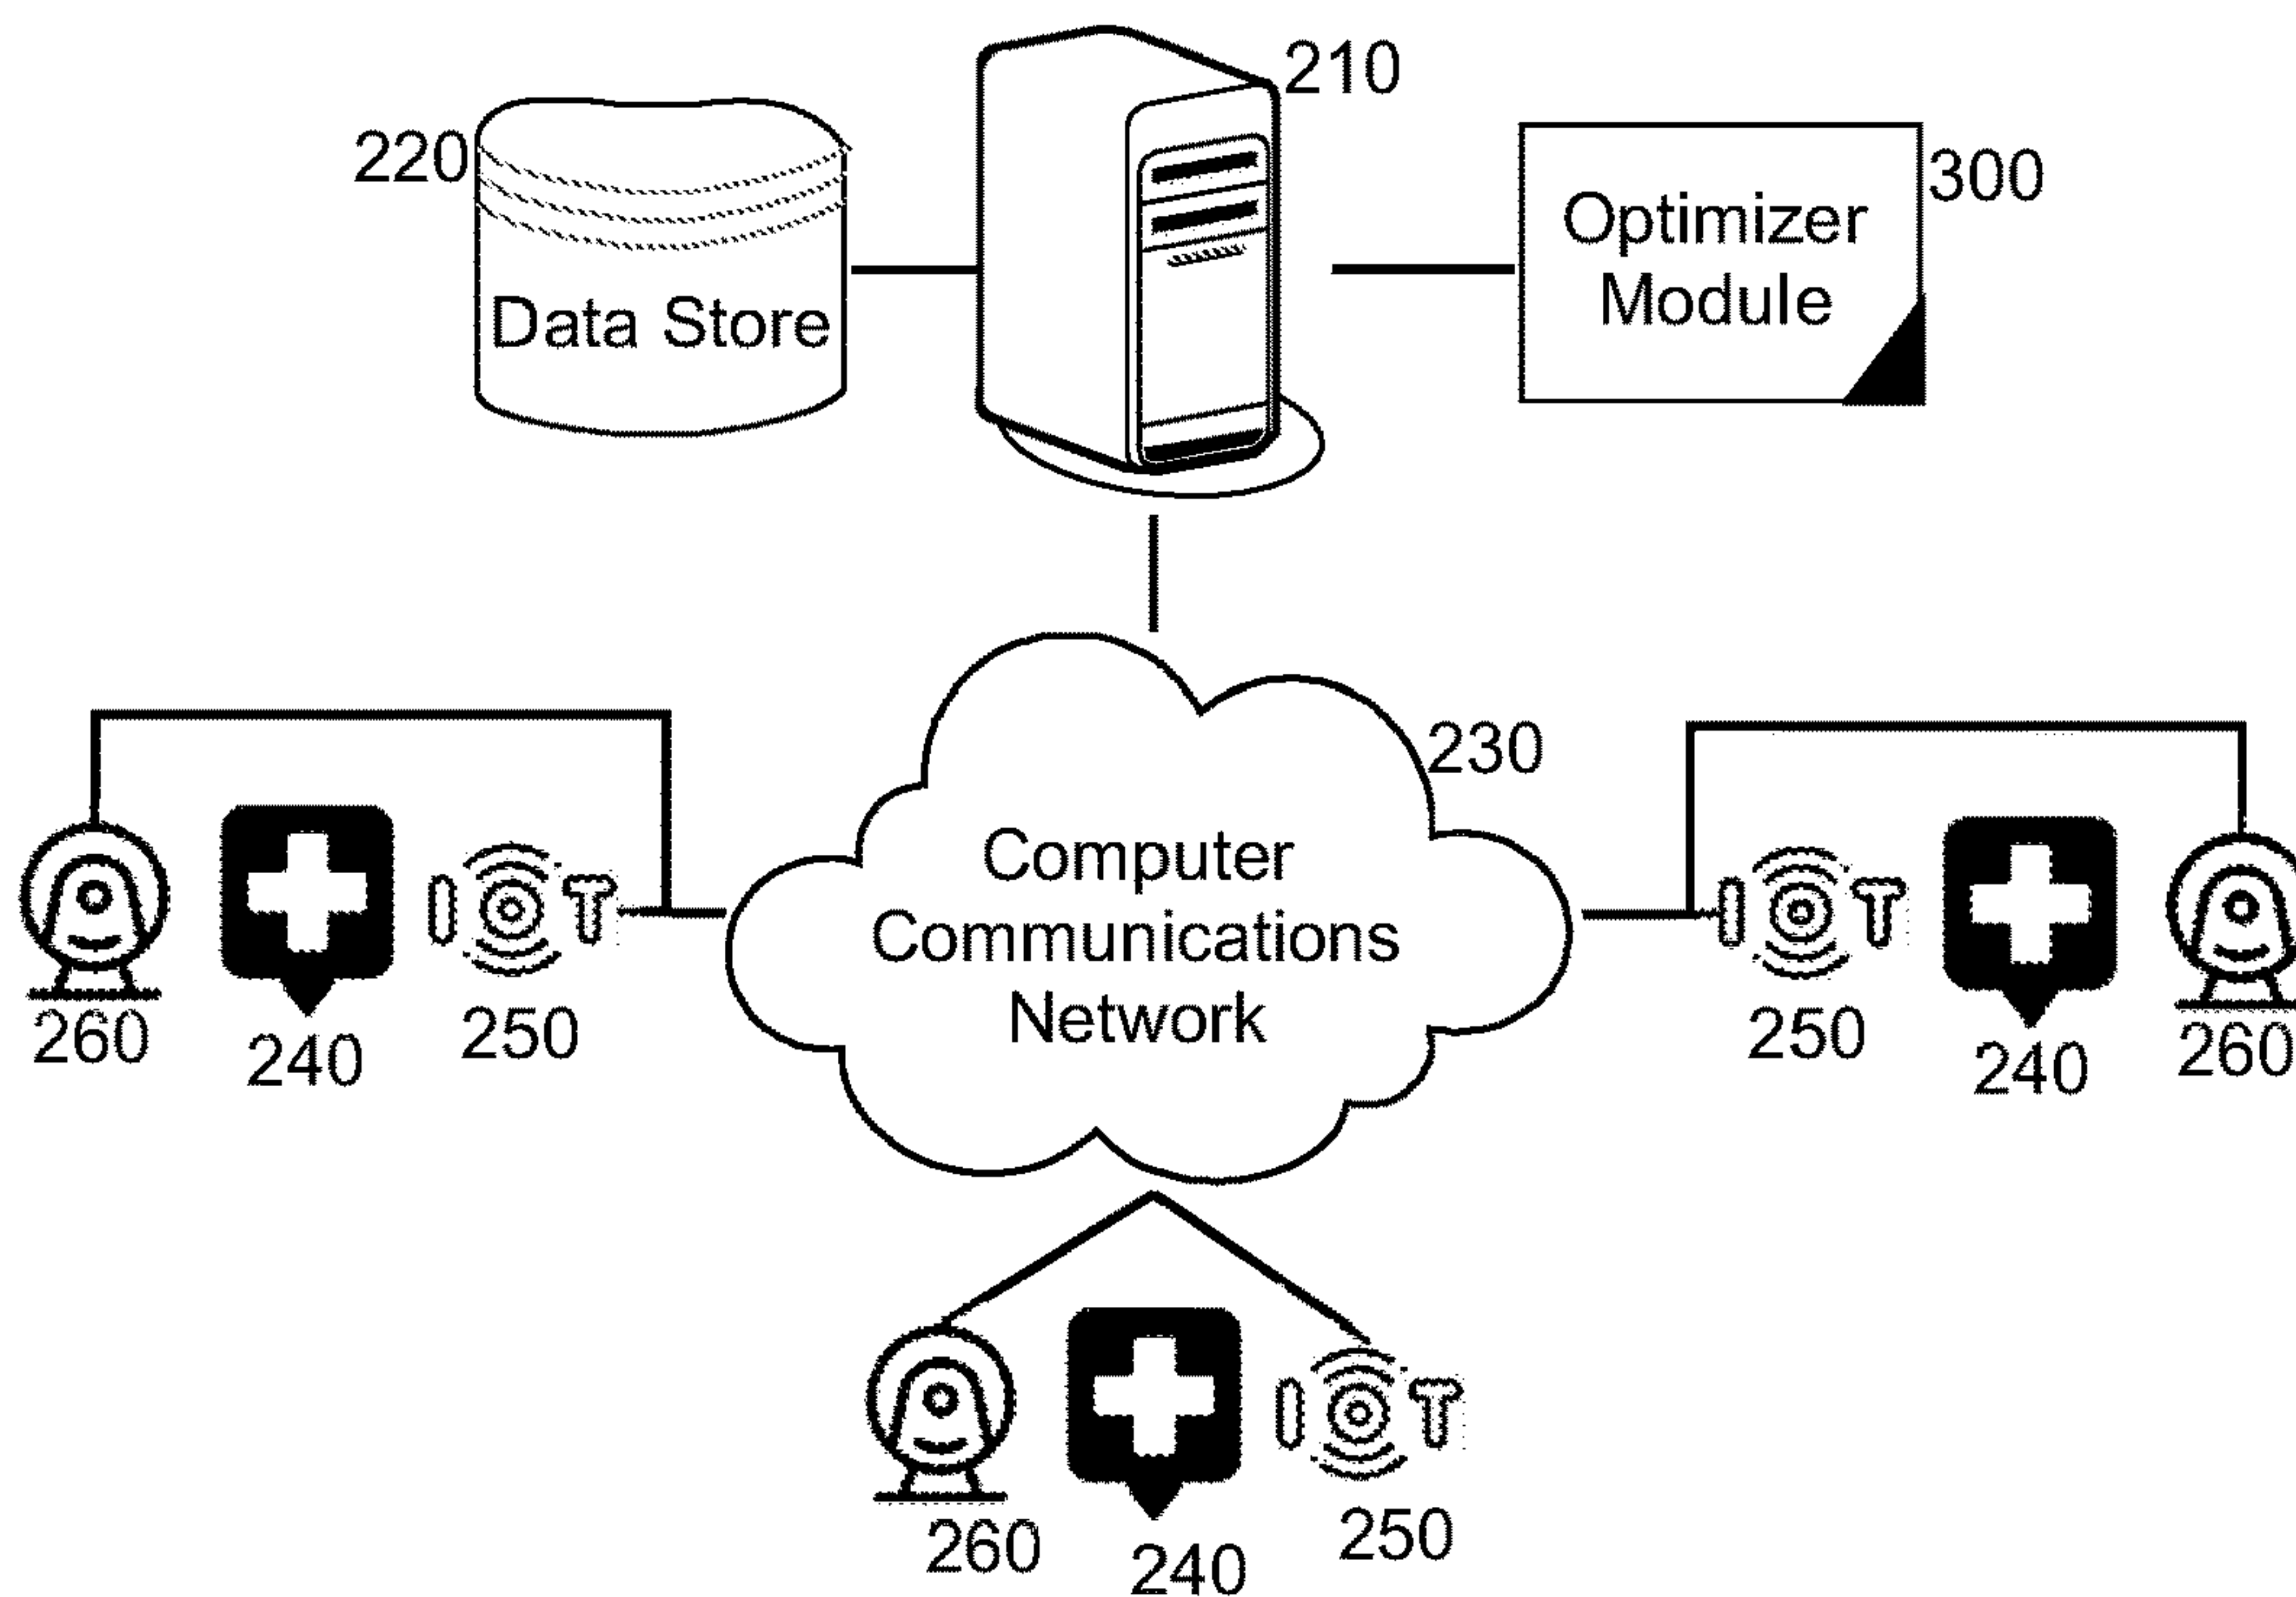 210
220
300
Optimizer
Module
Data Store
230
Computer
Communications
Network
I T
I T
260
240
250
250
240
260
I T
260
240
250